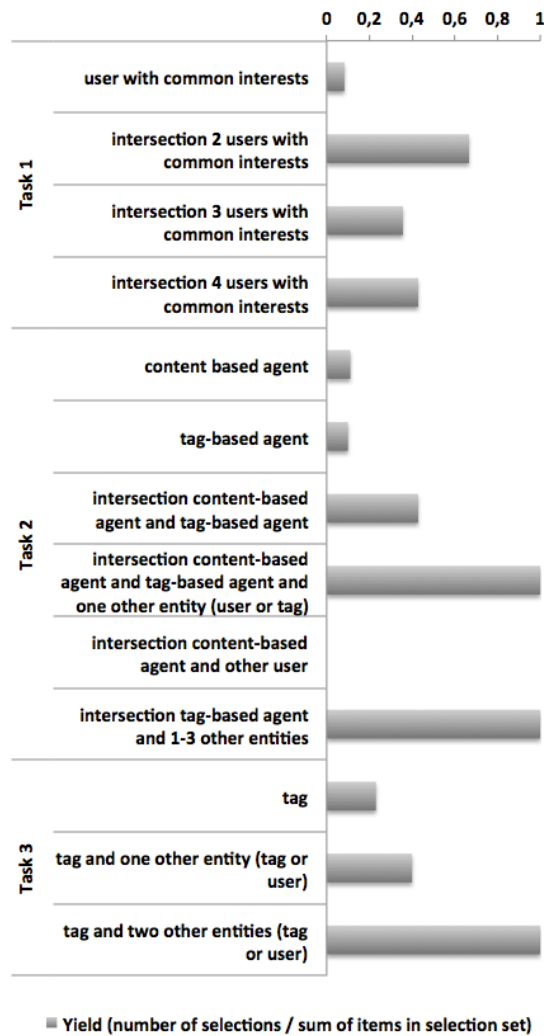 0 0,2 0,4 0,6 0,8 1
Task 1
user with common interests
intersection 2 users with
common interests
intersection 3 users with
common interests
intersection 4 users with
common interests
Task 2
content based agent
tag-based agent
intersection content-based
agent and tag-based agent
intersection content-based
agent and tag-based agent and
one other entity (user or tag)
intersection content-based
agent and other user
intersection tag-based agent
and 1-3 other entities
Task 3
tag
tag and one other entity (tag or
user)
tag and two other entities (tag
or user)
Yield (number of selections / sum of items in selection set)